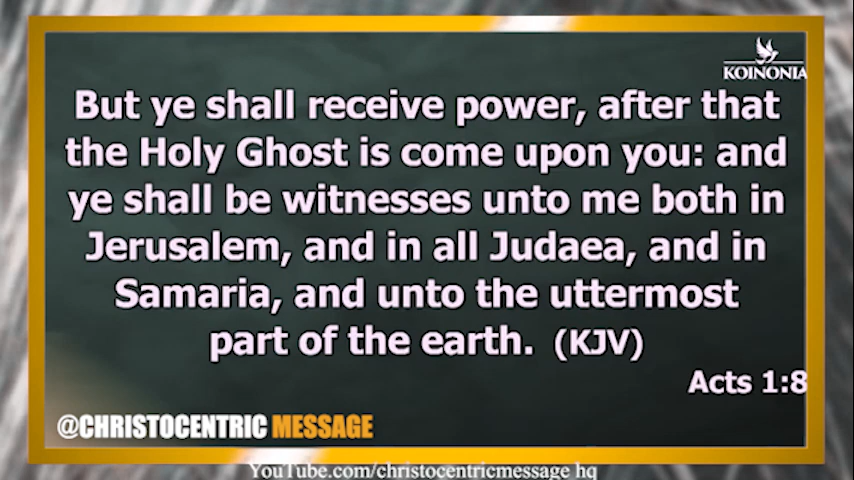 KOINONIA
But ye shall receive power, after that
the Holy Ghost is come upon you: and
ye shall be witnesses unto me both in
Jerusalem, and in all Judaea, and in
Samaria, and unto the uttermost
part of the earth. (KJV)
Acts 1:8
@CHRISTOCENTRIC MESSAGE
YouTube.com/christocentricmessage hq